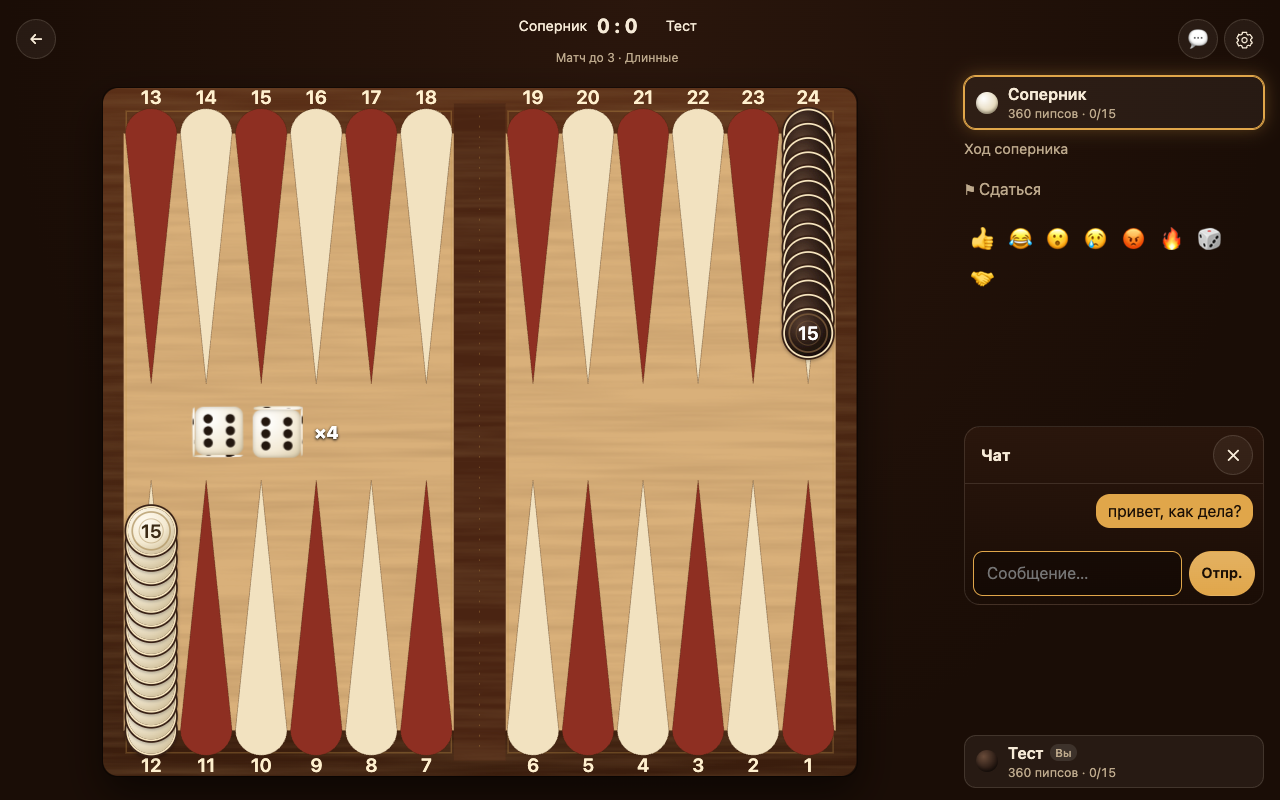 Соперник 0 : 0 Тест
Матч до 3 · Длинные
13 14 15 16 17 18 19 20 21 22 23 24
15
×4
15
12 11 10 9 8 7 6 5 4 3 2 1
Соперник
360 пипсов · 0/15
Ход соперника
Сдаться
Чат
привет, как дела?
Сообщение...
Отпр.
Тест Вы
360 пипсов · 0/15